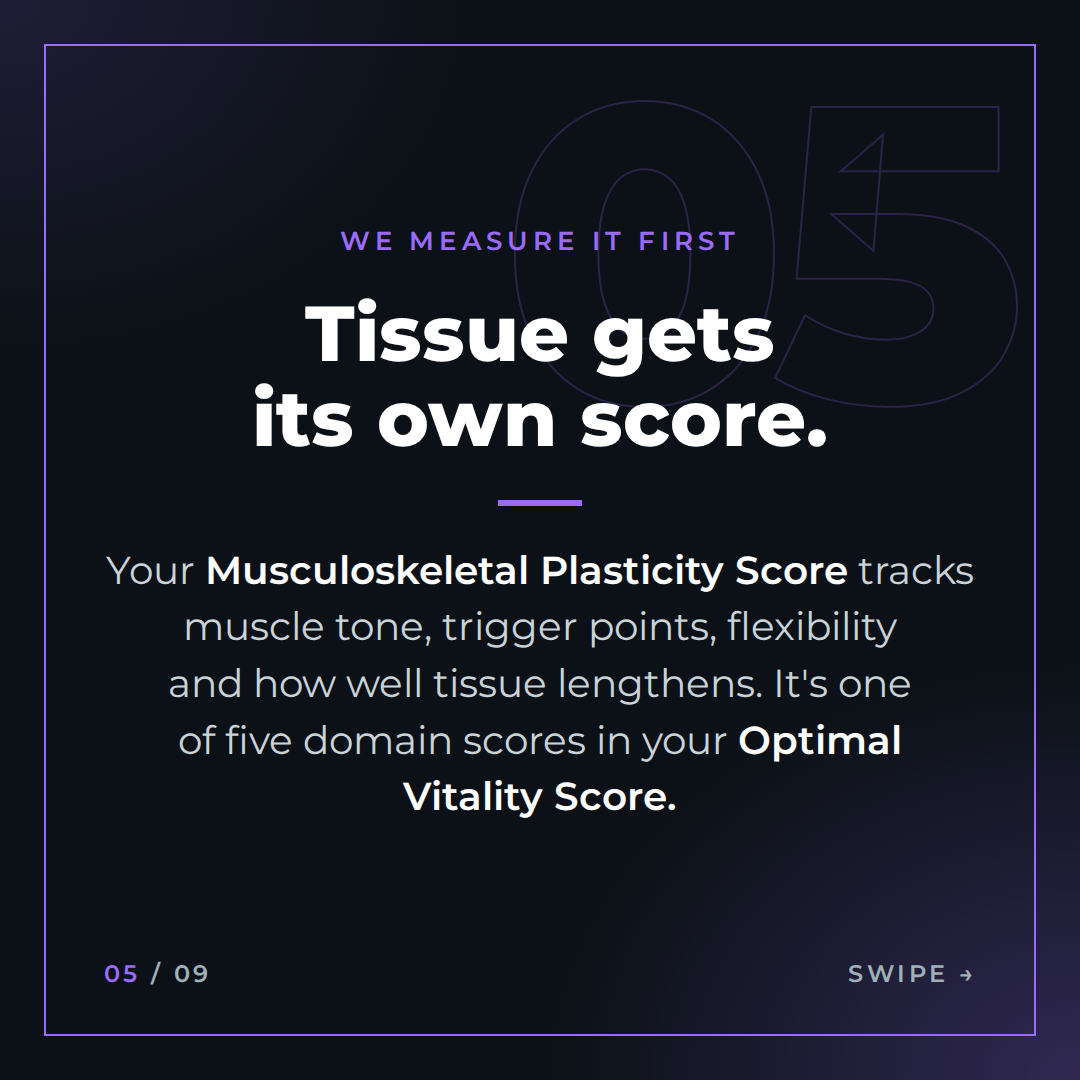 05
WE MEASURE IT FIRST
Tissue gets
its own score.
Your Musculoskeletal Plasticity Score tracks
muscle tone, trigger points, flexibility
and how well tissue lengthens. It's one
of five domain scores in your Optimal
Vitality Score.
05 / 09
SWIPE →